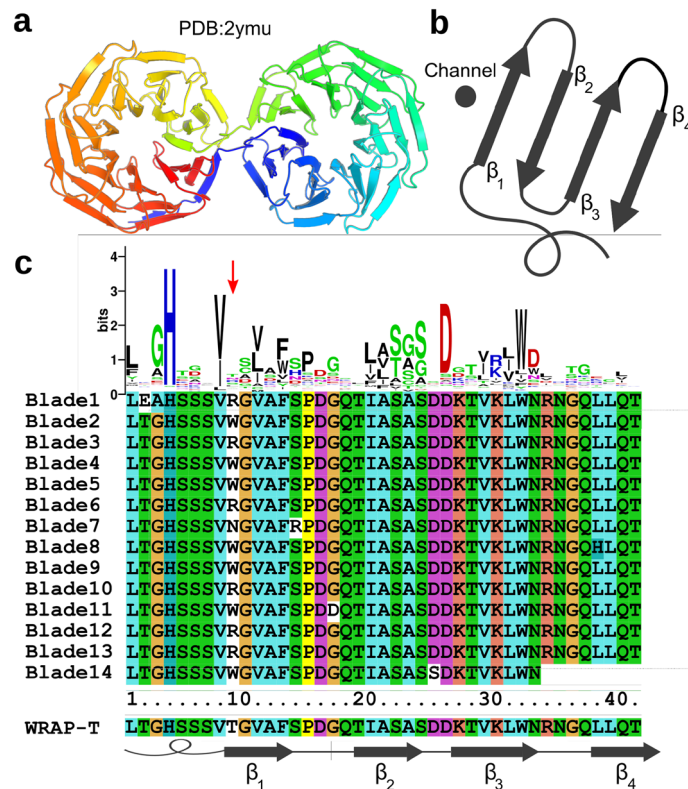 a
PDB:2ymu
b
Channel
β1
β2
β3
β4
c
bits
4
3
2
1
0
Blade1 LEAHSSSVRGVAFSPDGQTIASASDDKTVKLWNRNGQLLQT
Blade2 LTGHSSSVWGVAFSPDGQTIASASDDKTVKLWNRNGQLLQT
Blade3 LTGHSSSVRGVAFSPDGQTIASASDDKTVKLWNRNGQLLQT
Blade4 LTGHSSSVWGVAFSPDGQTIASASDDKTVKLWNRNGQLLQT
Blade5 LTGHSSSVWGVAFSPDGQTIASASDDKTVKLWNRNGQLLQT
Blade6 LTGHSSSVRGVAFSPDGQTIASASDDKTVKLWNRNGQLLQT
Blade7 LTGHSSSVNGVAFRPDGQTIASASDDKTVKLWNRNGQLLQT
Blade8 LTGHSSSVWGVAFSPDGQTIASASDDKTVKLWNRNGQHLQT
Blade9 LTGHSSSVWGVAFSPDGQTIASASDDKTVKLWNRNGQLLQT
Blade10 LTGHSSSVWGVAFSPDGQTIASASDDKTVKLWNRNGQLLQT
Blade11 LTGHSSSVWGVAFSPDDQTIASASDDKTVKLWNRNGQLLQT
Blade12 LTGHSSSVRGVAFSPDGQTIASASDDKTVKLWNRNGQLLQT
Blade13 LTGHSSSVRGVAFSPDGQTIASASDDKTVKLWNRNGQLLQT
Blade14 LTGHSSSVWGVAFSPDGQTIASASSDKTVKLWN
1.......10........20........30........40.
WRAP-T LTGHSSSVTGVAFSPDGQTIASASDDKTVKLWNRNGQLLQT
β1 β2 β3 β4